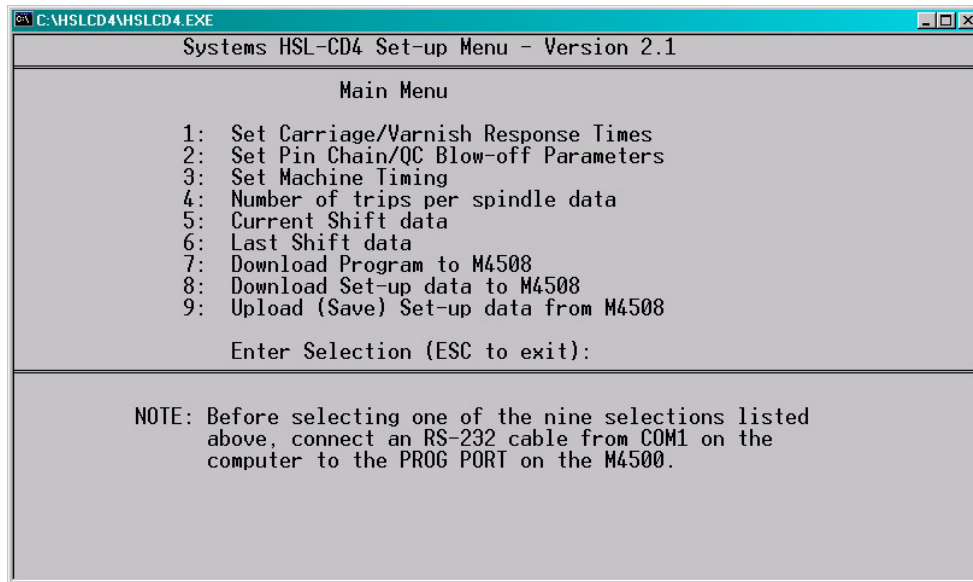 C:\HSLCD4\HSLCD4.EXE
Systems HSL-CD4 Set-up Menu - Version 2.1
Main Menu
1: Set Carriage/Varnish Response Times
2: Set Pin Chain/QC Blow-off Parameters
3: Set Machine Timing
4: Number of trips per spindle data
5: Current Shift data
6: Last Shift data
7: Download Program to M4508
8: Download Set-up data to M4508
9: Upload (Save) Set-up data from M4508
Enter Selection (ESC to exit):
NOTE: Before selecting one of the nine selections listed
above, connect an RS-232 cable from COM1 on the
computer to the PROG PORT on the M4500.